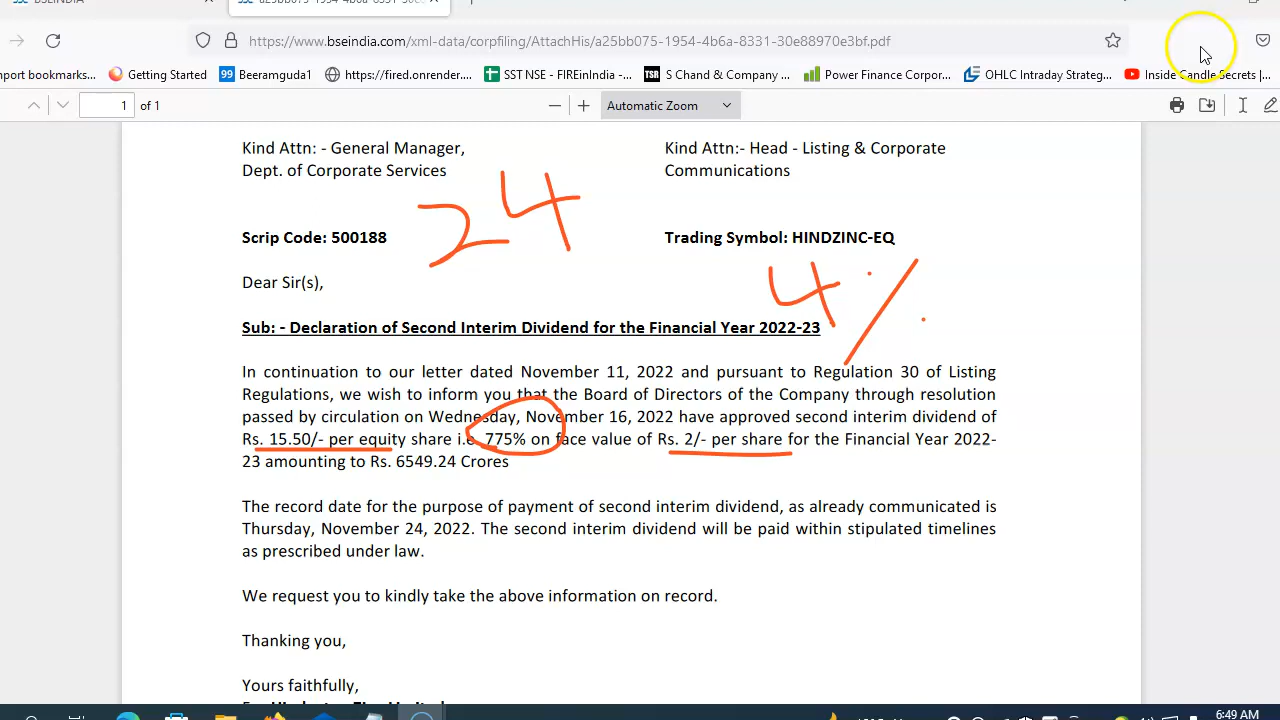 https://www.bseindia.com/xml-data/corpfiling/AttachHis/a25bb075-1954-4b6a-8331-30e88970e3bf.pdf
mport bookmarks... Getting Started 99 Beeramguda1 https://fired.onrender.... SST NSE - FIREinIndia -... TSR S Chand & Company -... Power Finance Corpor... OHLC Intraday Strateg... Inside Candle Secrets |...
1 of 1 Automatic Zoom
Kind Attn: - General Manager, Kind Attn:- Head - Listing & Corporate
Dept. of Corporate Services Communications
24
Scrip Code: 500188 Trading Symbol: HINDZINC-EQ
Dear Sir(s),
4%
Sub: - Declaration of Second Interim Dividend for the Financial Year 2022-23
In continuation to our letter dated November 11, 2022 and pursuant to Regulation 30 of Listing
Regulations, we wish to inform you that the Board of Directors of the Company through resolution
passed by circulation on Wednesday, November 16, 2022 have approved second interim dividend of
Rs. 15.50/- per equity share i.e. 775% on face value of Rs. 2/- per share for the Financial Year 2022-
23 amounting to Rs. 6549.24 Crores
The record date for the purpose of payment of second interim dividend, as already communicated is
Thursday, November 24, 2022. The second interim dividend will be paid within stipulated timelines
as prescribed under law.
We request you to kindly take the above information on record.
Thanking you,
Yours faithfully,
6:49 AM